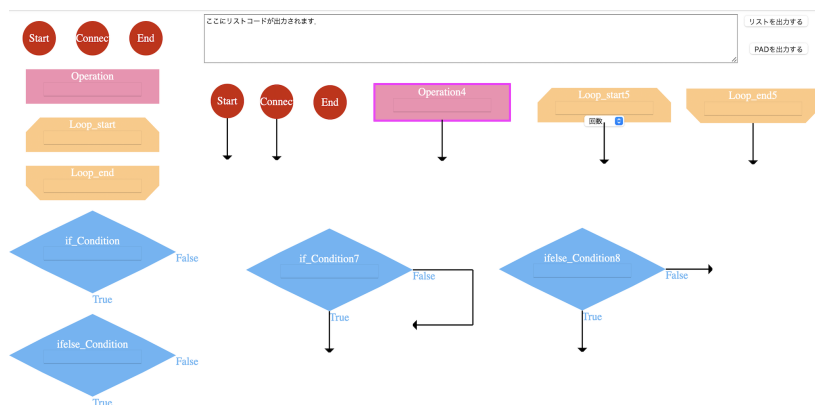 ここにリストコードが出力されます.
リストを出力する
PADを出力する
Start
Connec
End
Operation
Loop_start
Loop_end
if_Condition
False
True
ifelse_Condition
False
True
Start
Connec
End
Operation4
Loop_start5
回数
Loop_end5
if_Condition7
False
True
ifelse_Condition8
False
True